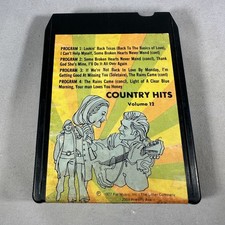 PROGRAM 1: Lookin' Back Texas (Back To The Basics of Love),
I Can't Help Myself, Some Broken Hearts Never Mend (cont)
PROGRAM 2: Some Broken Hearts Never Mend (concl), Thank
God She's Mine, I'll Do It All Over Again
PROGRAM 3: If We're Not Back In Love By Monday, I'm
Getting Good At Missing You (Solitaire), The Rains Came (cont)
PROGRAM 4: The Rains Came (concl), Light Of A Clear Blue
Morning, Your man Loves You Honey
COUNTRY HITS
Volume 12